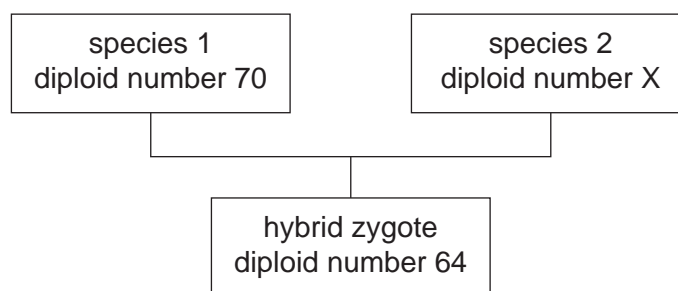 species 1
diploid number 70
species 2
diploid number X
hybrid zygote
diploid number 64